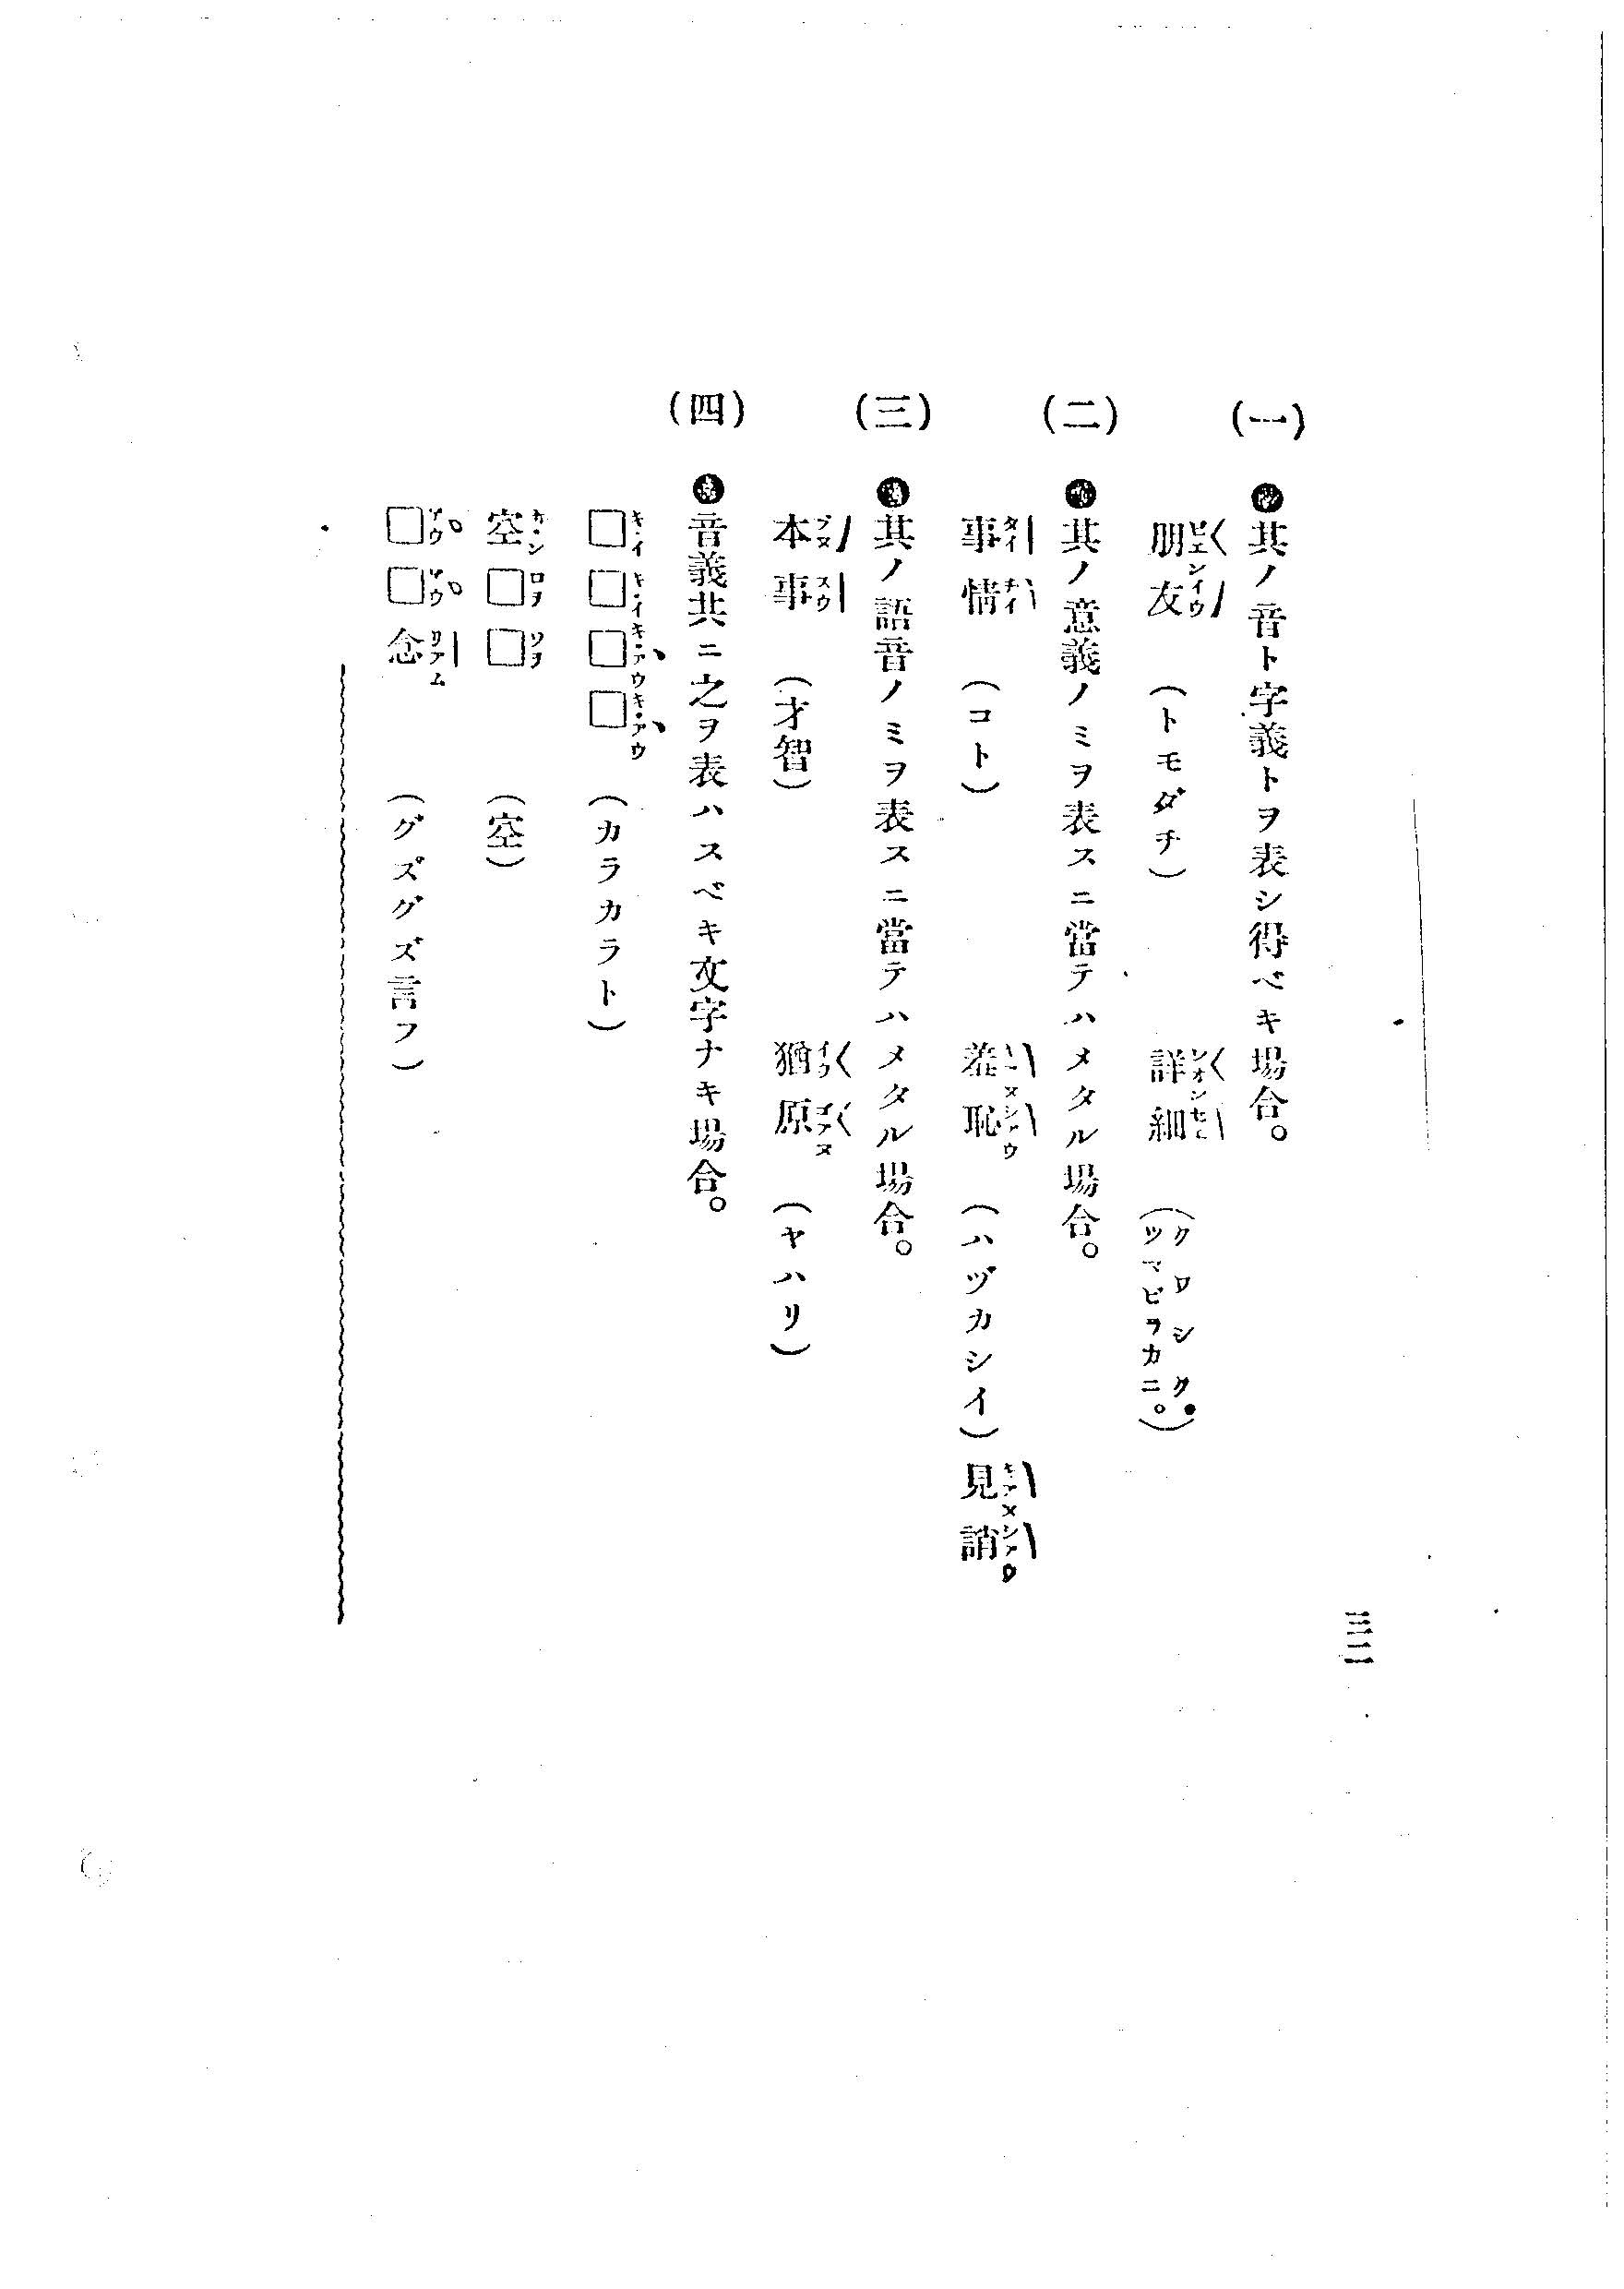 三二
(一) 其ノ音ト字義トヲ表シ得ベキ場合。
朋友 (トモダチ) 詳細 (クワシク。ツマビラカニ。)
(二) 其ノ意義ノミヲ表スニ當テハメタル場合。
事情 (コト) 羞恥 (ハヅカシイ) 見誚
(三) 其ノ語音ノミヲ表スニ當テハメタル場合。
本事 (才智) 猶原 (ヤハリ)
(四) 音義共ニ之ヲ表ハスベキ文字ナキ場合。
□□□□ (カラカラト)
空□□ (空)
□□念 (グズグズ言フ)